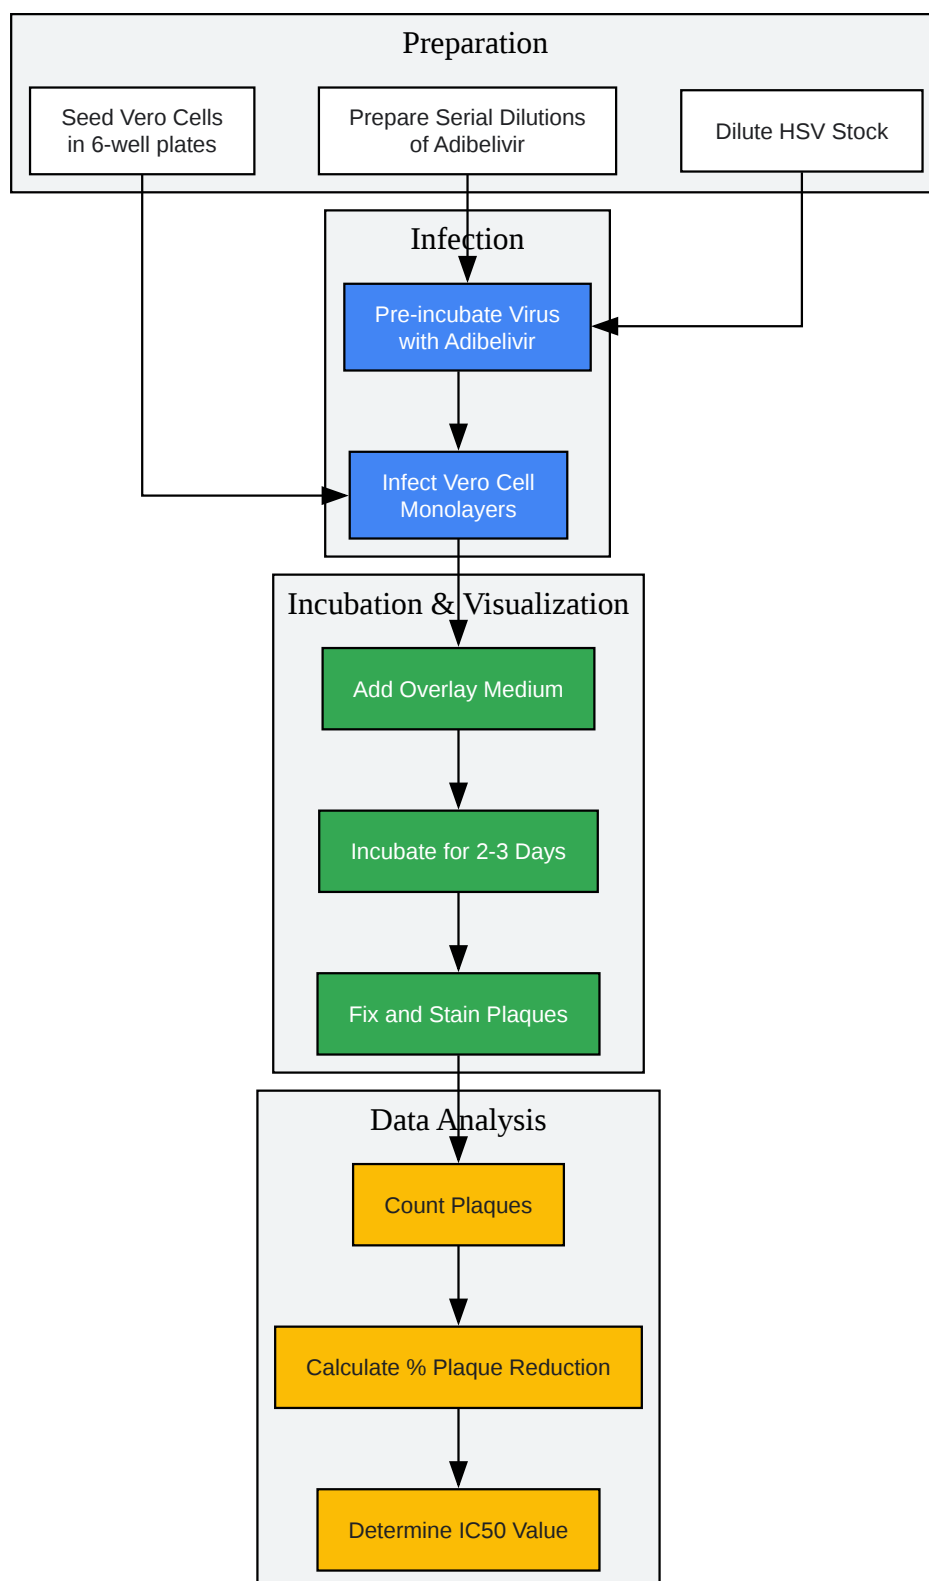 Preparation
Seed Vero Cells
in 6-well plates
Prepare Serial Dilutions
of Adibelivir
Dilute HSV Stock
Infection
Pre-incubate Virus
with Adibelivir
Infect Vero Cell
Monolayers
Incubation & Visualization
Add Overlay Medium
Incubate for 2-3 Days
Fix and Stain Plaques
Data Analysis
Count Plaques
Calculate % Plaque Reduction
Determine IC50 Value